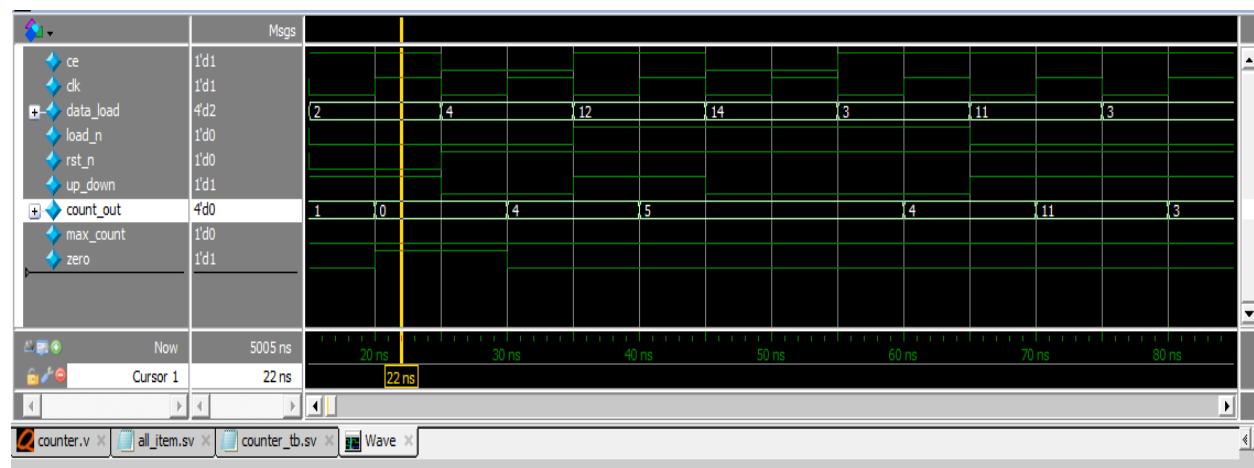 Msgs
ce 1'd1
clk 1'd1
data_load 4'd2 2 4 12 14 3 11 3
load_n 1'd0
rst_n 1'd0
up_down 1'd1
count_out 4'd0 1 0 4 5 4 11 3
max_count 1'd0
zero 1'd1
Now 5005 ns 20 ns 30 ns 40 ns 50 ns 60 ns 70 ns 80 ns
Cursor 1 22 ns 22 ns
counter.v all_item.sv counter_tb.sv Wave